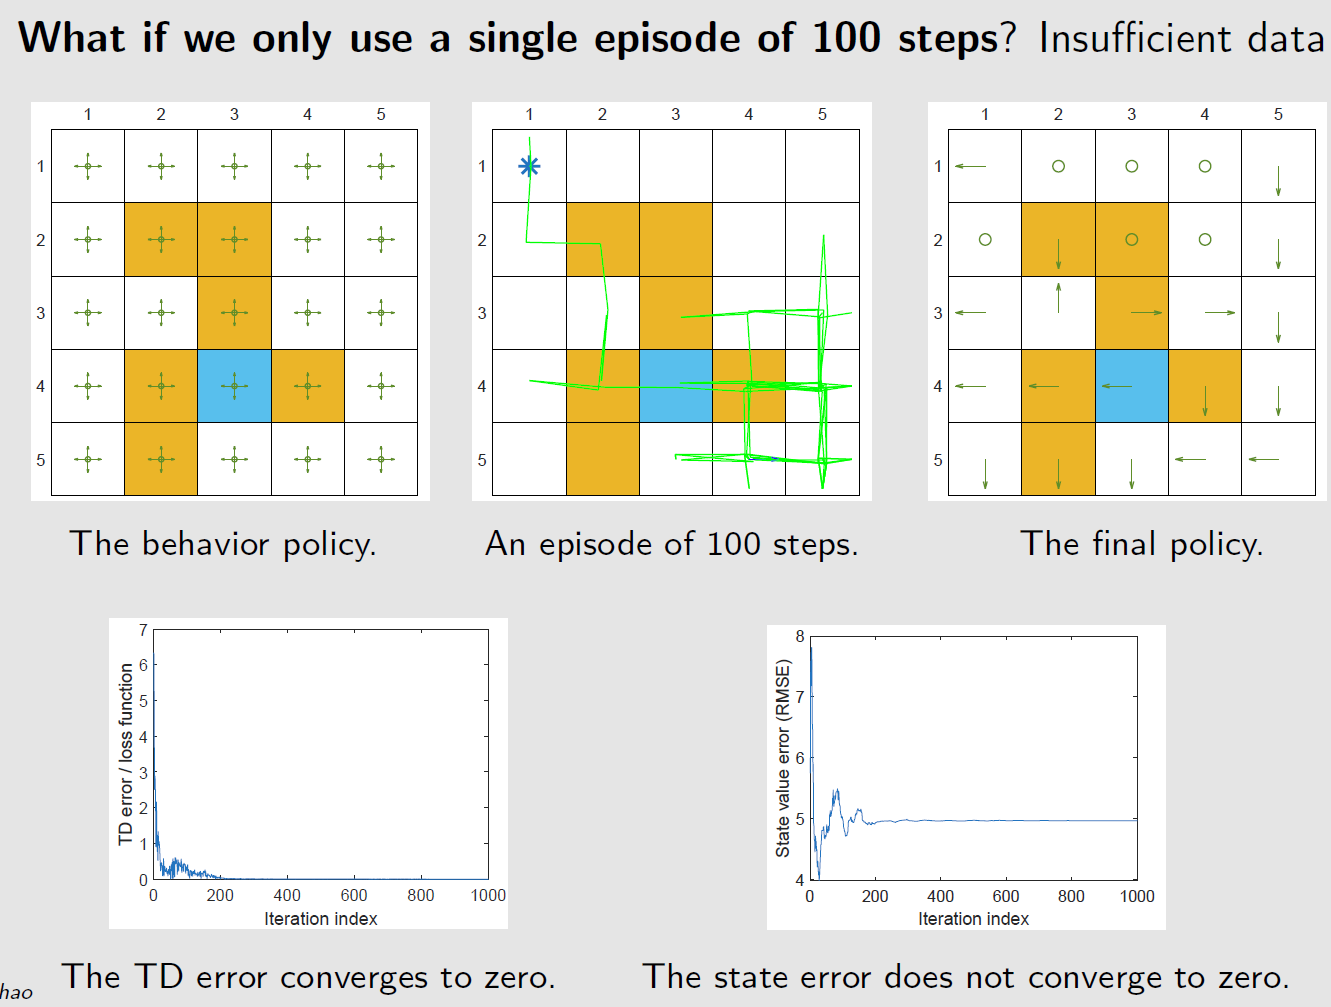 What if we only use a single episode of 100 steps? Insufficient data
1 2 3 4 5
1
2
3
4
5
The behavior policy.
1 2 3 4 5
1
2
3
4
5
An episode of 100 steps.
1 2 3 4 5
1
2
3
4
5
The final policy.
TD error / loss function
7
6
5
4
3
2
1
0
0 200 400 600 800 1000
Iteration index
The TD error converges to zero.
State value error (RMSE)
8
7
6
5
4
0 200 400 600 800 1000
Iteration index
The state error does not converge to zero.
hao